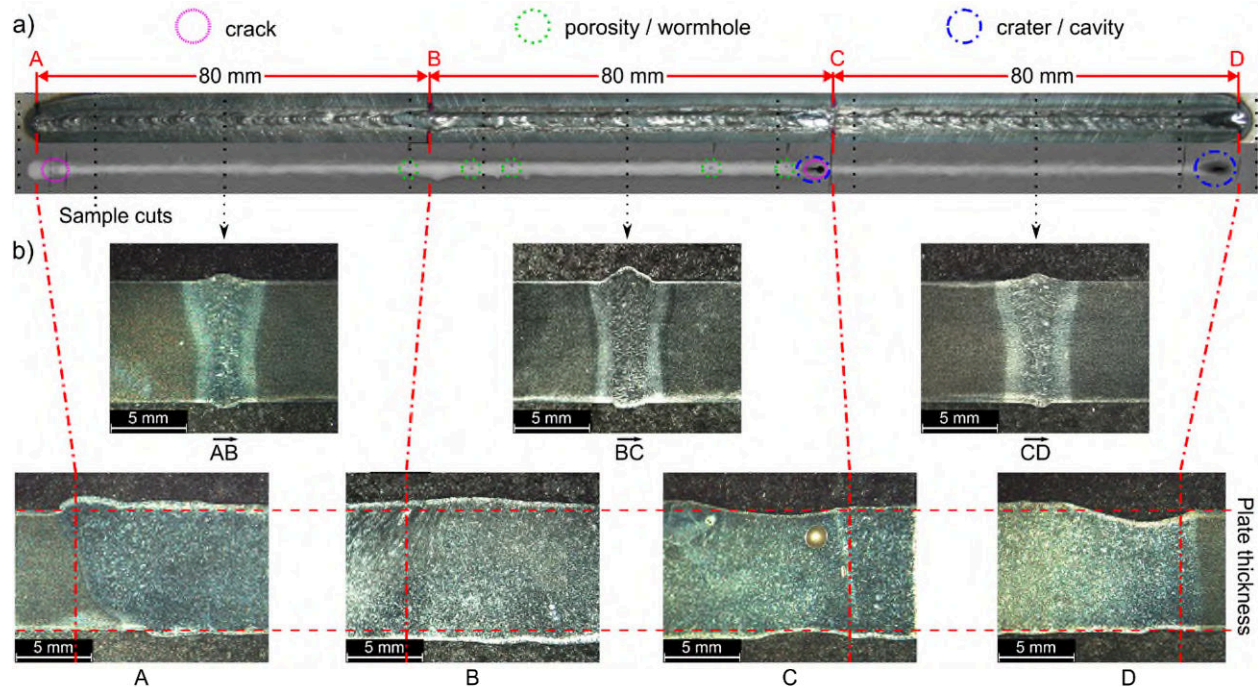 a) crack porosity / wormhole crater / cavity
A B C D
80 mm 80 mm 80 mm
Sample cuts
b)
5 mm 5 mm 5 mm
AB BC CD
Plate thickness
5 mm 5 mm 5 mm 5 mm
A B C D